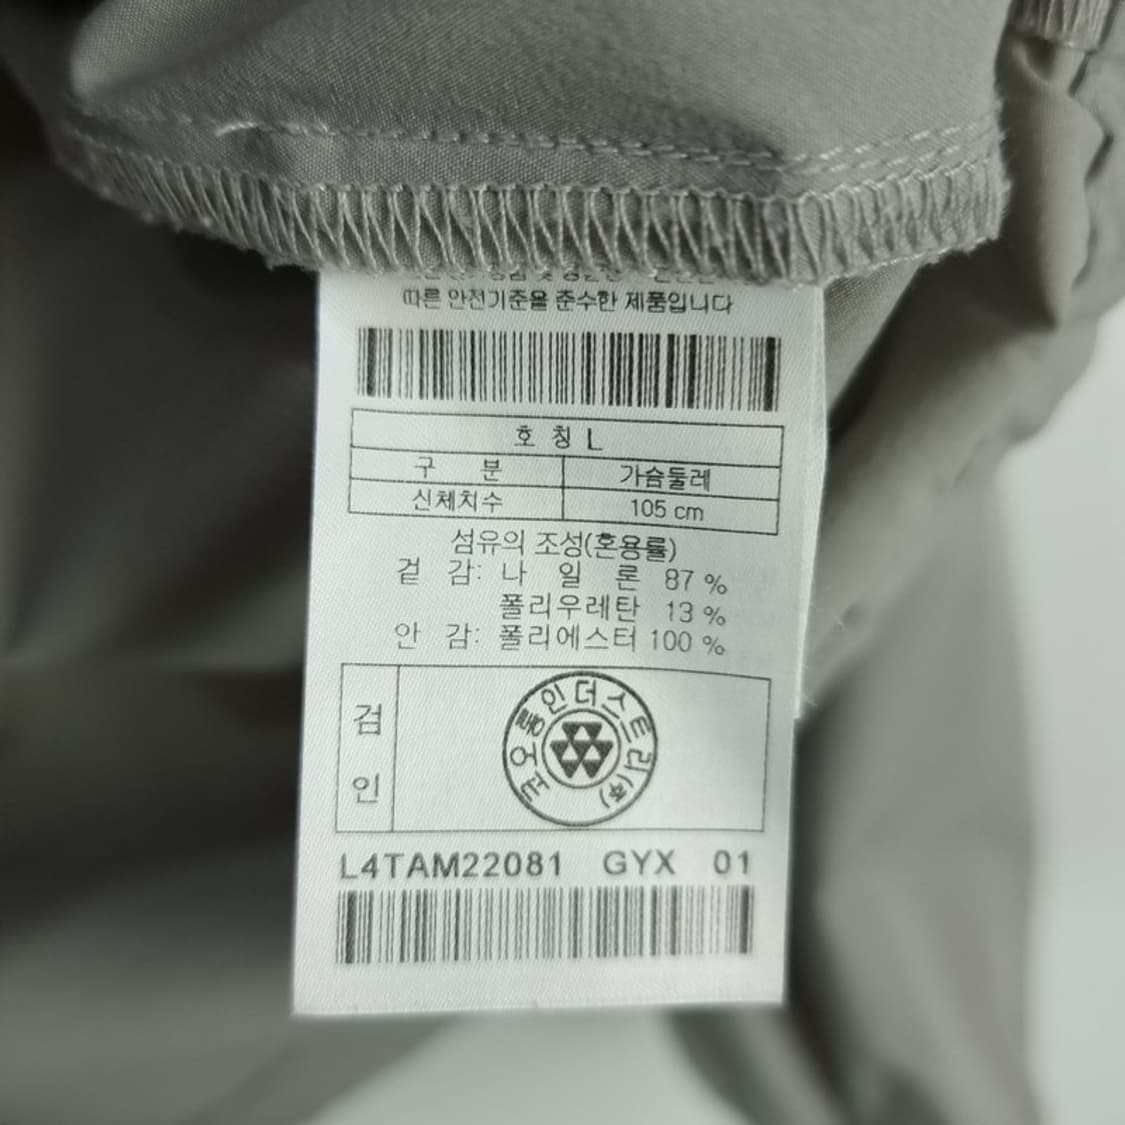 따른 안전기준을 준수한 제품입니다
호 칭 L
구 분 가슴둘레
신체치수 105 cm
섬유의 조성(혼용률)
겉 감: 나 일 론 87 %
폴리우레탄 13 %
안 감: 폴리에스터 100 %
검
인
코오롱인더스트리(주)
L4TAM22081 GYX 01